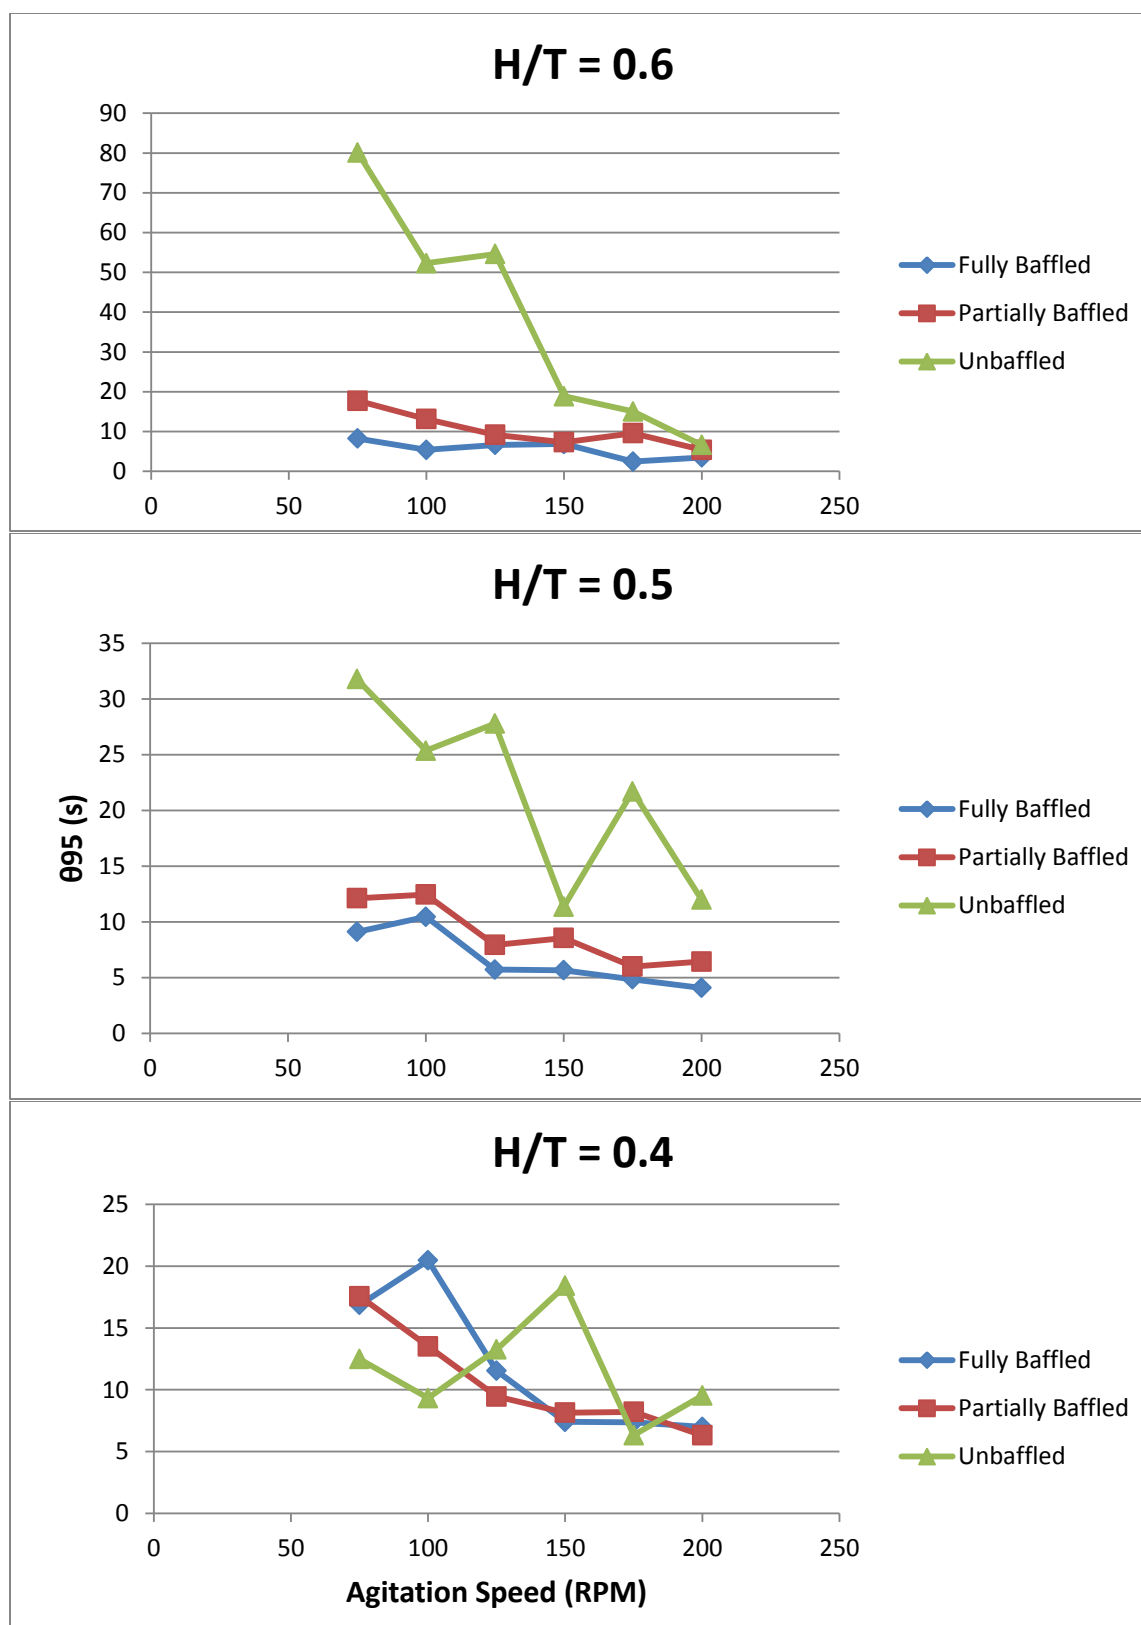 H/T = 0.6
90
80
70
60
50
40
30
20
10
0
0 50 100 150 200 250
Fully Baffled
Partially Baffled
Unbaffled
H/T = 0.5
θ95 (s)
35
30
25
20
15
10
5
0
0 50 100 150 200 250
Fully Baffled
Partially Baffled
Unbaffled
H/T = 0.4
25
20
15
10
5
0
0 50 100 150 200 250
Agitation Speed (RPM)
Fully Baffled
Partially Baffled
Unbaffled